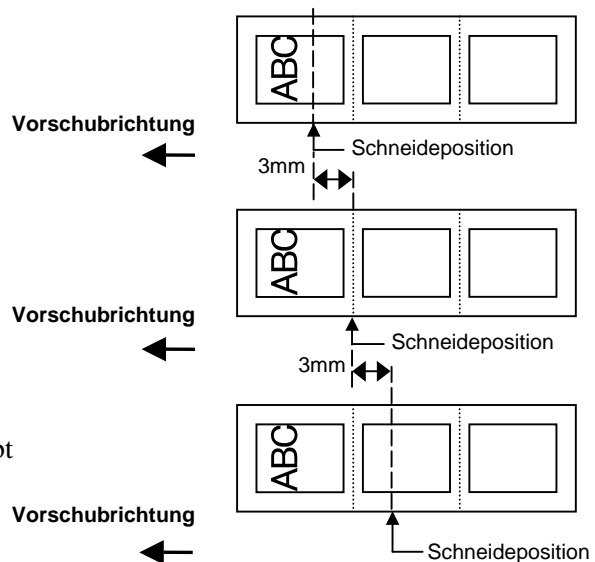 ABC
Vorschubrichtung
Schneideposition
3mm
ABC
Vorschubrichtung
Schneideposition
3mm
ABC
Vorschubrichtung
Schneideposition